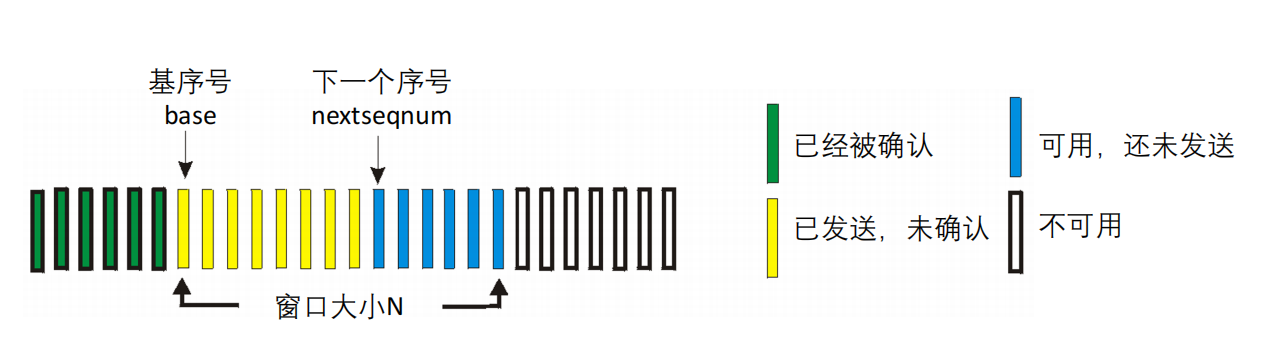 基序号
base
下一个序号
nextseqnum
窗口大小N
已经被确认
已发送，未确认
可用，还未发送
不可用